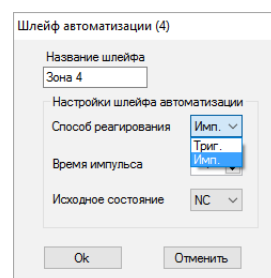 Шлейф автоматизации (4)
Название шлейфа
Зона 4
Настройки шлейфа автоматизации
Способ реагирования Имп.
Триг.
Имп.
Время импульса
Исходное состояние NC
Ok Отменить